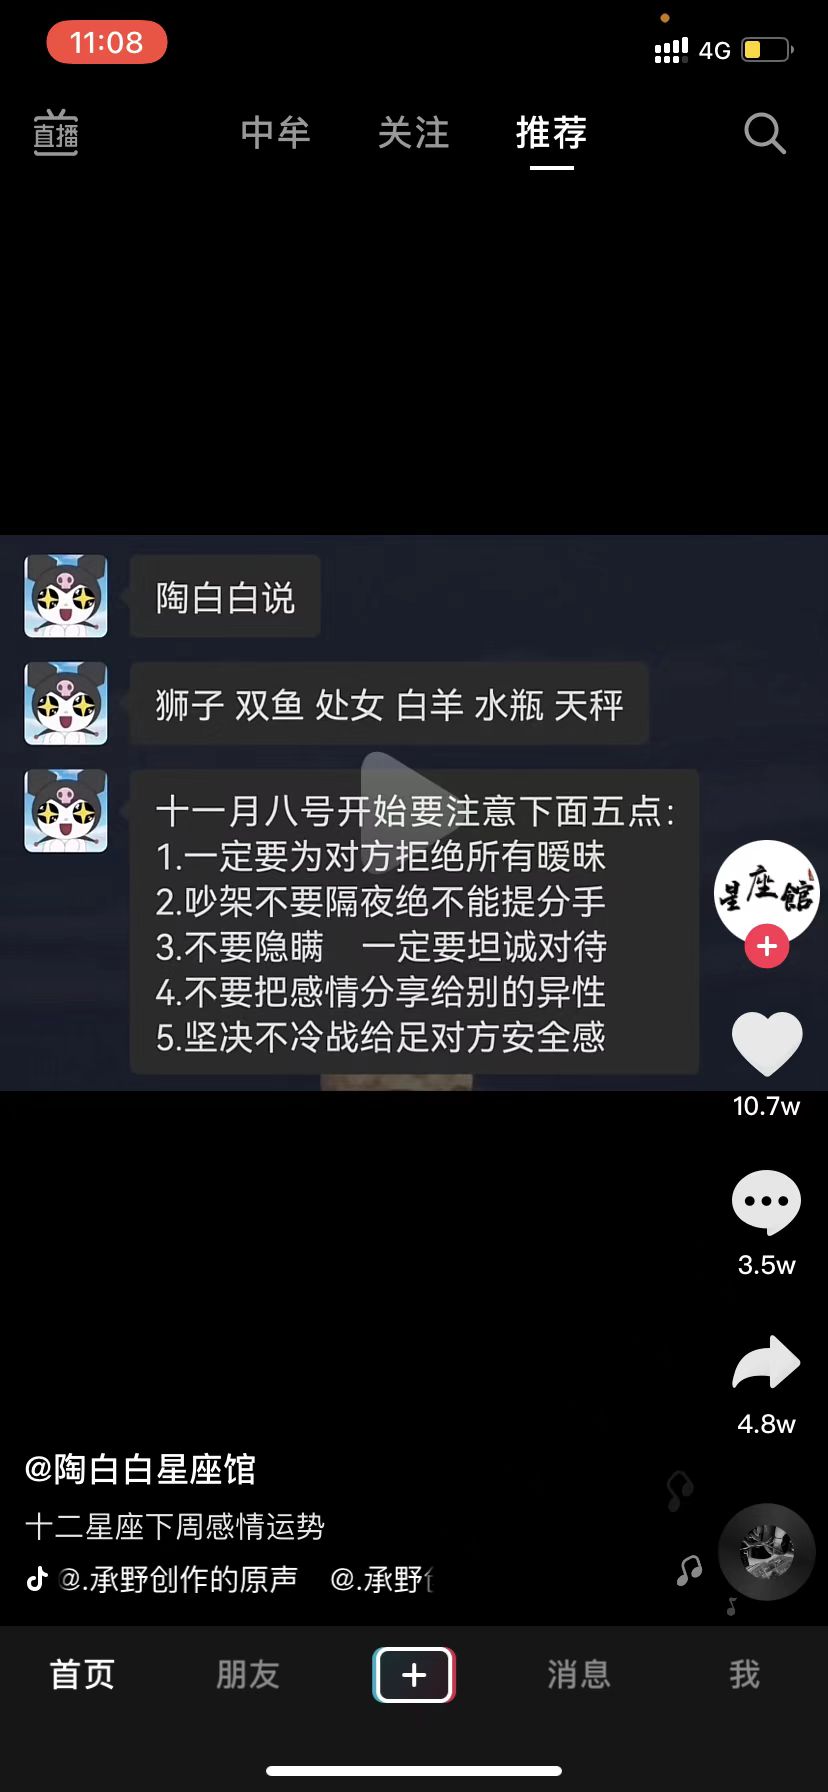 11:08
4G
直播
中牟
关注
推荐
陶白白说
狮子 双鱼 处女 白羊 水瓶 天秤
十一月八号开始要注意下面五点：
1.一定要为对方拒绝所有暧昧
2.吵架不要隔夜绝不能提分手
3.不要隐瞒　一定要坦诚对待
4.不要把感情分享给别的异性
5.坚决不冷战给足对方安全感
星座館
10.7w
3.5w
4.8w
@陶白白星座馆
十二星座下周感情运势
@.承野创作的原声　@.承野
首页
朋友
消息
我